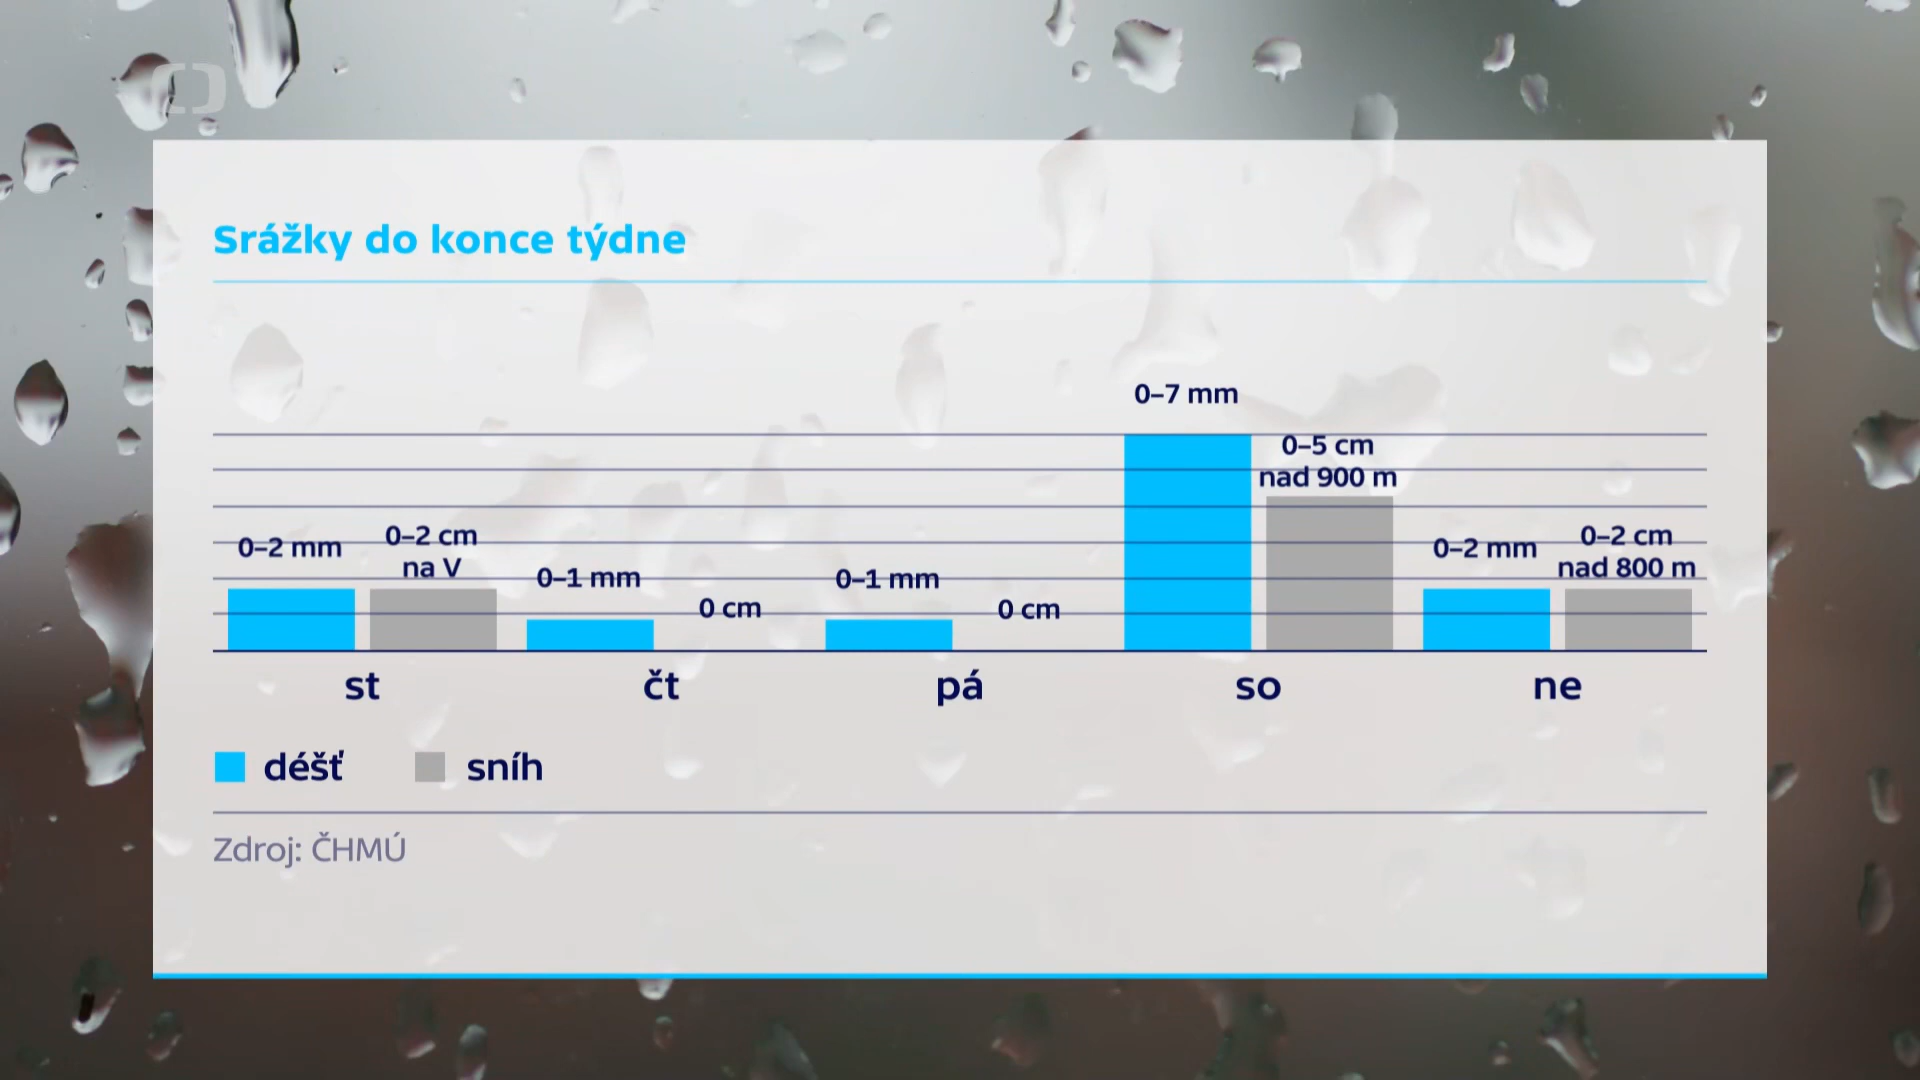 Srážky do konce týdne
0–7 mm
0–5 cm
nad 900 m
0–2 mm
0–2 cm
na V
0–1 mm
0 cm
0–1 mm
0 cm
0–2 mm
0–2 cm
nad 800 m
st
čt
pá
so
ne
déšť
sníh
Zdroj: ČHMÚ